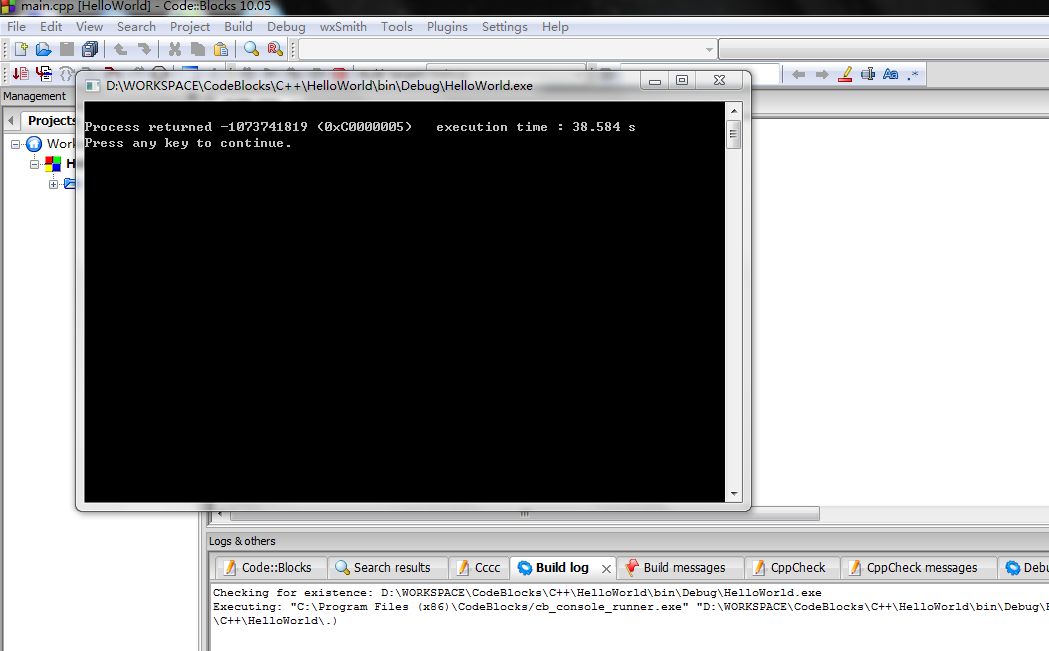 main.cpp [HelloWorld] - Code::Blocks 10.05
File Edit View Search Project Build Debug wxSmith Tools Plugins Settings Help
Management
D:\WORKSPACE\CodeBlocks\C++\HelloWorld\bin\Debug\HelloWorld.exe
Projects
Process returned -1073741819 (0xC0000005)   execution time : 38.584 s
Press any key to continue.
Logs & others
Code::Blocks Search results Cccc Build log Build messages CppCheck CppCheck messages
Checking for existence: D:\WORKSPACE\CodeBlocks\C++\HelloWorld\bin\Debug\HelloWorld.exe
Executing: "C:\Program Files (x86)\CodeBlocks/cb_console_runner.exe" "D:\WORKSPACE\CodeBlocks\C++\HelloWorld\bin\Debug\
\C++\HelloWorld\.)